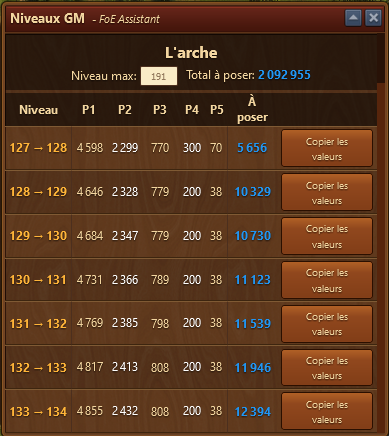 Niveaux GM - FoE Assistant
L'arche
Niveau max: 191 Total à poser: 2 092 955
Niveau P1 P2 P3 P4 P5 À poser
127 → 128 4 598 2 299 770 300 70 5 656 Copier les valeurs
128 → 129 4 646 2 328 779 200 38 10 329 Copier les valeurs
129 → 130 4 684 2 347 779 200 38 10 730 Copier les valeurs
130 → 131 4 731 2 366 789 200 38 11 123 Copier les valeurs
131 → 132 4 769 2 385 798 200 38 11 539 Copier les valeurs
132 → 133 4 817 2 413 808 200 38 11 946 Copier les valeurs
133 → 134 4 855 2 432 808 200 38 12 394 Copier les valeurs